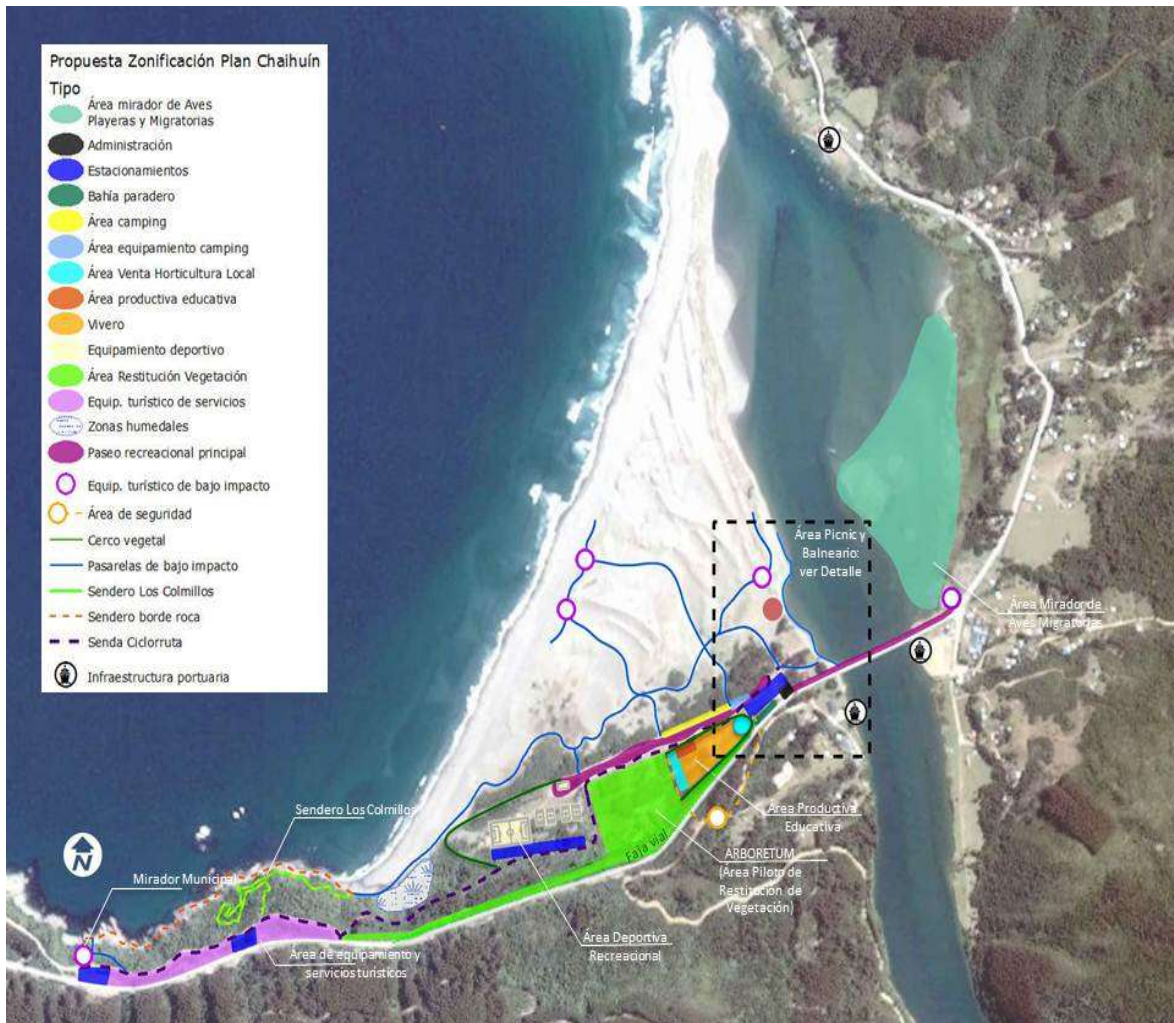 Propuesta Zonificación Plan Chaihuín
Tipo
Área mirador de Aves
Playeras y Migratorias
Administración
Estacionamientos
Bahía paradero
Área camping
Área equipamiento camping
Área Venta Horticultura Local
Área productiva educativa
Vivero
Equipamiento deportivo
Área Restitución Vegetación
Equip. turístico de servicios
Zonas humedales
Paseo recreacional principal
Equip. turístico de bajo impacto
Área de seguridad
Cerco vegetal
Pasarelas de bajo impacto
Sendero Los Colmillos
Sendero borde roca
Senda Ciclorruta
Infraestructura portuaria
Área Picnic y
Balneario:
ver Detalle
Área Mirador de
Aves Migratorias
Área Productiva
Educativa
Faja vial
ARBORETUM
(Área Piloto de
Restitución de
Vegetación)
Sendero Los Colmillos
N
Mirador Municipal
Área Deportiva
Recreacional
Área de equipamiento y
servicios turísticos